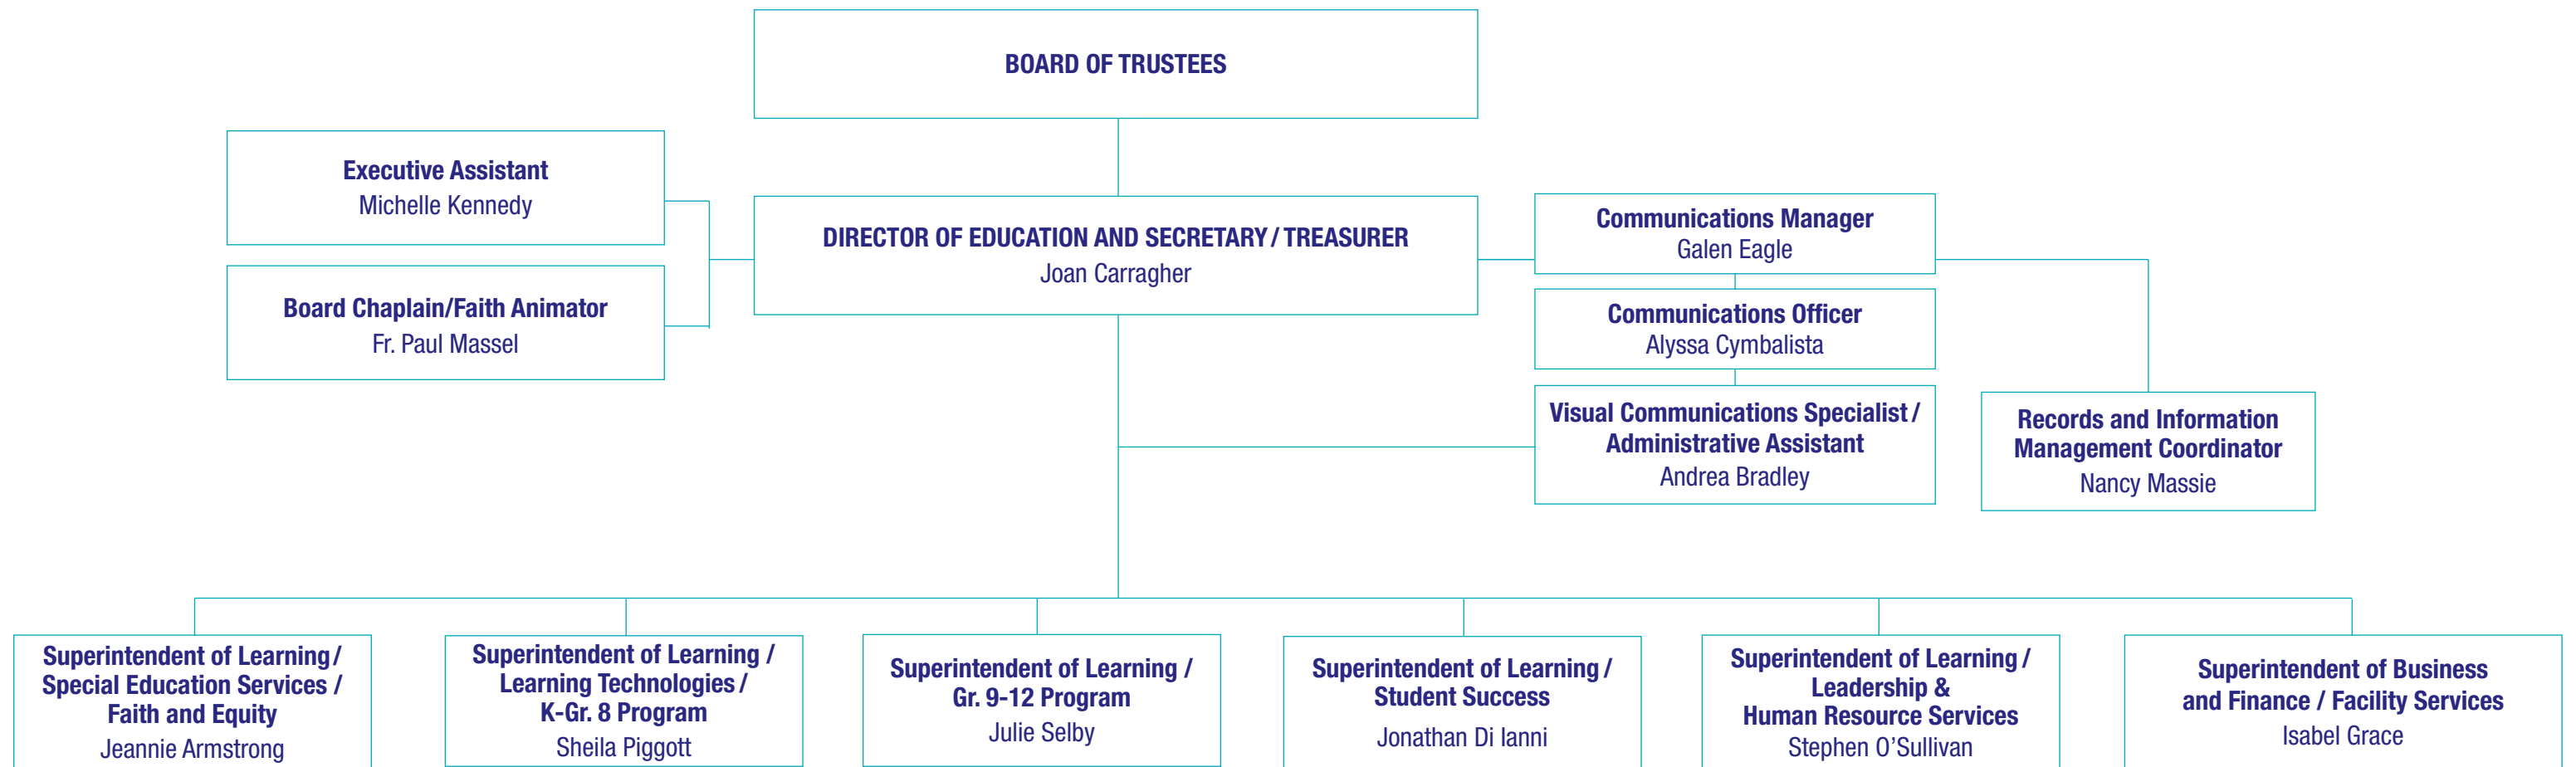 BOARD OF TRUSTEES
Executive Assistant
Michelle Kennedy
Board Chaplain/Faith Animator
Fr. Paul Massel
DIRECTOR OF EDUCATION AND SECRETARY / TREASURER
Joan Carragher
Communications Manager
Galen Eagle
Communications Officer
Alyssa Cymbalista
Visual Communications Specialist /
Administrative Assistant
Andrea Bradley
Records and Information
Management Coordinator
Nancy Massie
Superintendent of Learning /
Special Education Services /
Faith and Equity
Jeannie Armstrong
Superintendent of Learning /
Learning Technologies /
K-Gr. 8 Program
Sheila Piggott
Superintendent of Learning /
Gr. 9-12 Program
Julie Selby
Superintendent of Learning /
Student Success
Jonathan Di Ianni
Superintendent of Learning /
Leadership &
Human Resource Services
Stephen O’Sullivan
Superintendent of Business
and Finance / Facility Services
Isabel Grace